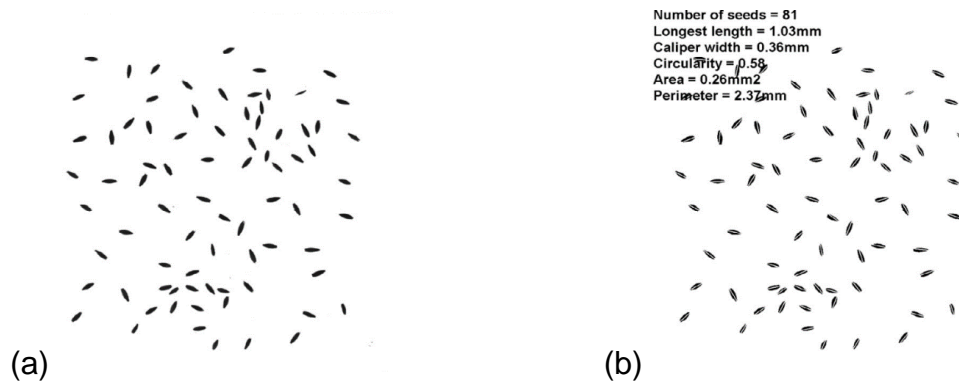 Number of seeds = 81
Longest length = 1.03mm
Caliper width = 0.36mm
Circularity = 0.58
Area = 0.26mm2
Perimeter = 2.37mm
(a)
(b)